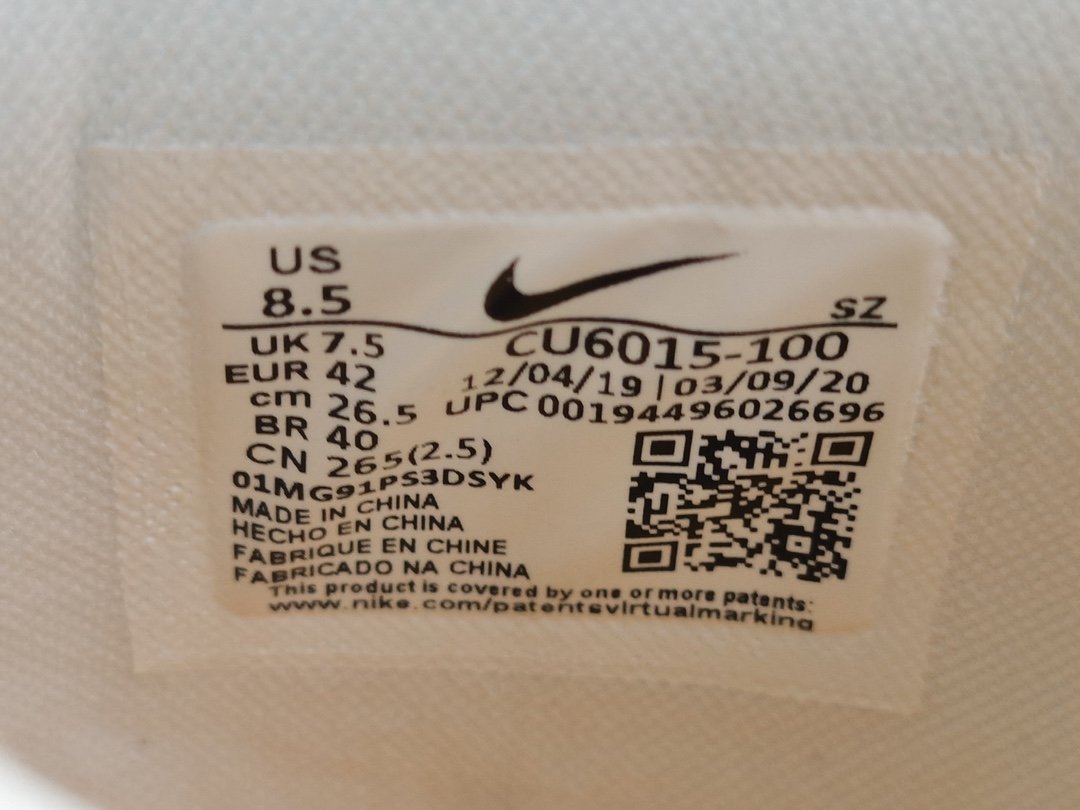 US
8.5
SZ
UK 7.5
CU6015-100
EUR 42
12/04/19 | 03/09/20
cm 26.5
UPC 00194496026696
BR 40
CN 265(2.5)
01MG91PS3DSYK
MADE IN CHINA
HECHO EN CHINA
FABRIQUE EN CHINE
FABRICADO NA CHINA
This product is covered by one or more patents:
www.nike.com/patentsvirtualmarking